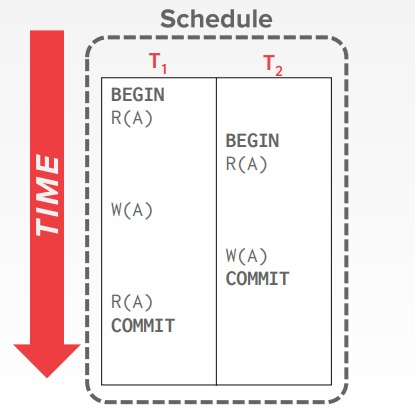 Schedule
T1 T2
BEGIN
R(A)
BEGIN
R(A)
W(A)
W(A)
COMMIT
R(A)
COMMIT
TIME